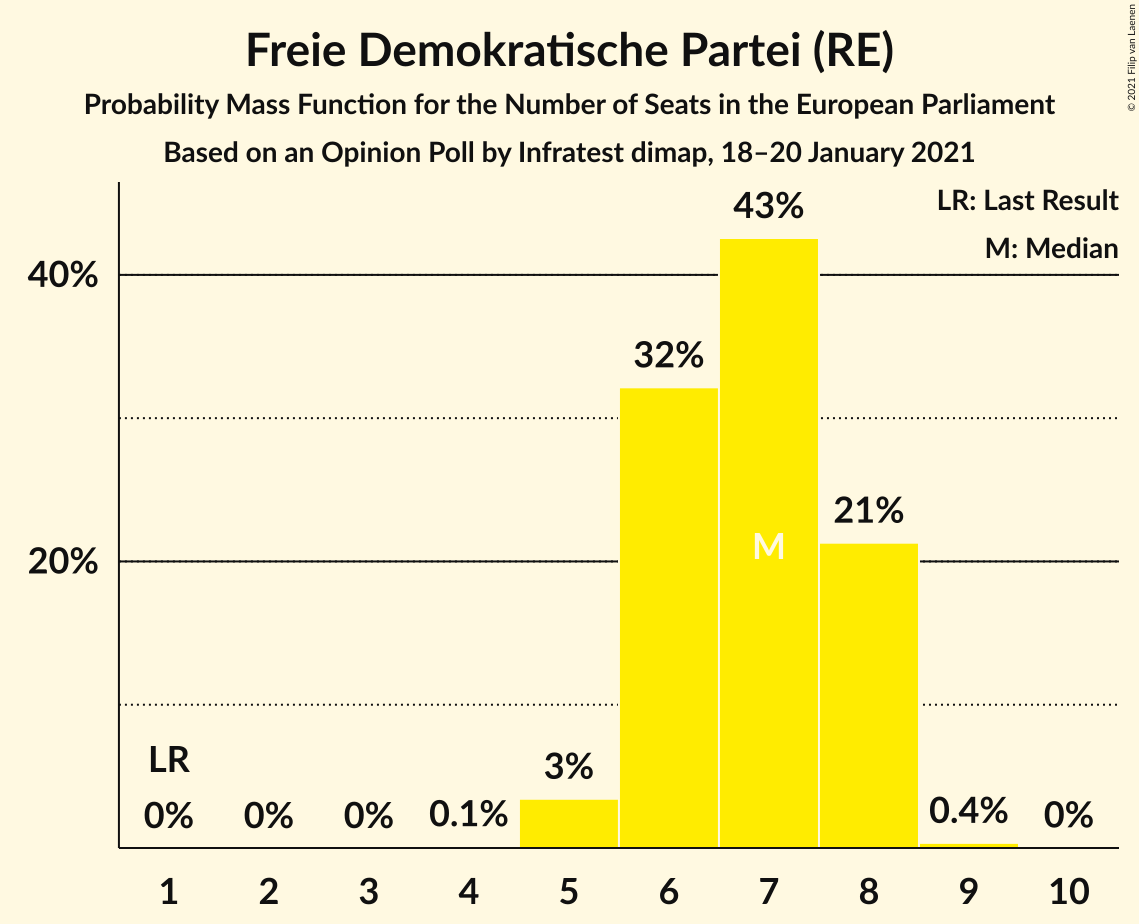 Freie Demokratische Partei (RE)
Probability Mass Function for the Number of Seats in the European Parliament
Based on an Opinion Poll by Infratest dimap, 18–20 January 2021
© 2021 Filip van Laenen
LR: Last Result
M: Median
43%
40%
32%
21%
M
20%
LR
3%
0% 0% 0% 0.1% 0.4% 0%
1 2 3 4 5 6 7 8 9 10